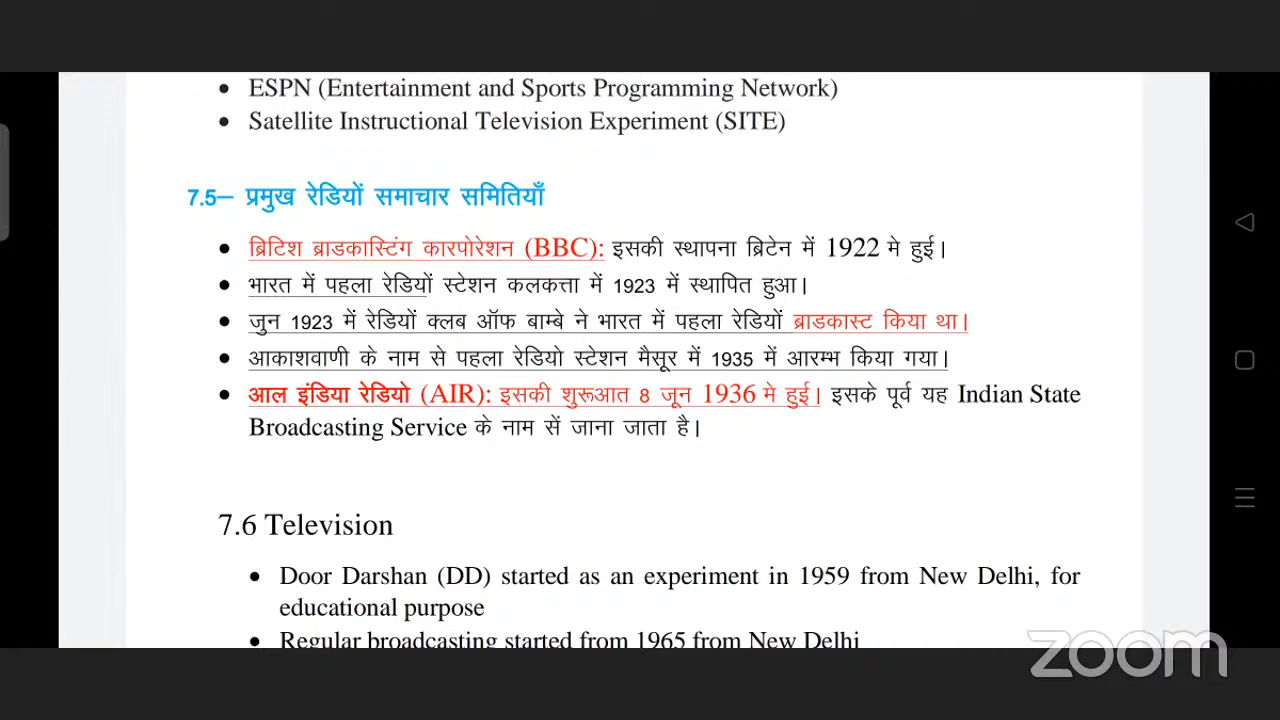 • ESPN (Entertainment and Sports Programming Network)
• Satellite Instructional Television Experiment (SITE)
7.5– प्रमुख रेडियों समाचार समितियाँ
• ब्रिटिश ब्राडकास्टिंग कारपोरेशन (BBC): इसकी स्थापना ब्रिटेन में 1922 मे हुई।
• भारत में पहला रेडियों स्टेशन कलकत्ता में 1923 में स्थापित हुआ।
• जुन 1923 में रेडियों क्लब ऑफ बाम्बे ने भारत में पहला रेडियों ब्राडकास्ट किया था।
• आकाशवाणी के नाम से पहला रेडियो स्टेशन मैसूर में 1935 में आरम्भ किया गया।
• आल इंडिया रेडियो (AIR): इसकी शुरूआत 8 जून 1936 मे हुई। इसके पूर्व यह Indian State
Broadcasting Service के नाम सें जाना जाता है।
7.6 Television
• Door Darshan (DD) started as an experiment in 1959 from New Delhi, for
educational purpose
• Regular broadcasting started from 1965 from New Delhi
zoom